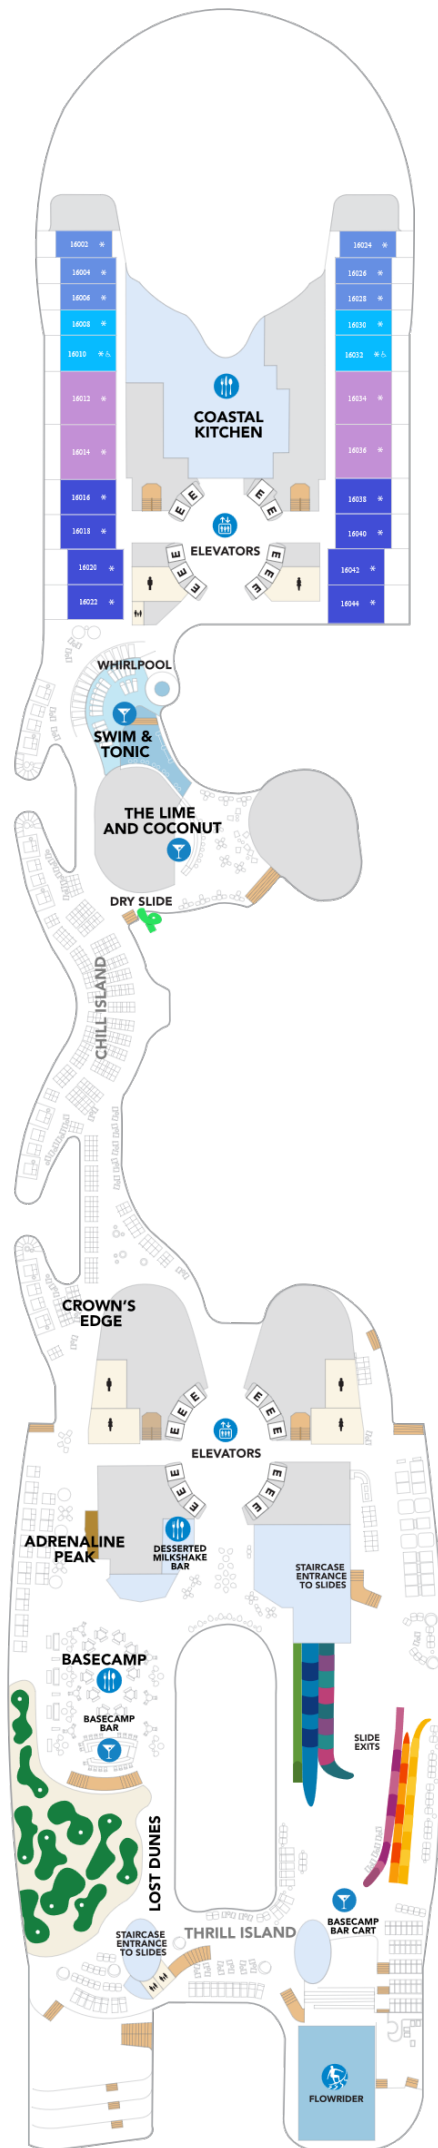 16002 *
16024 *
16004 *
16026 *
16006 *
16028 *
16008 *
16030 *
16010 *
16032 *
16012 *
16034 *
16014 *
16036 *
COASTAL
KITCHEN
16016 *
16038 *
16018 *
16040 *
E E E E
ELEVATORS
16020 *
16042 *
E E E E E E
16022 *
16044 *
WHIRLPOOL
SWIM &
TONIC
THE LIME
AND COCONUT
DRY SLIDE
CHILL ISLAND
CROWN'S
EDGE
E E E E E E
ELEVATORS
E E E E E E
ADRENALINE
PEAK
DESSERTED
MILKSHAKE
BAR
STAIRCASE
ENTRANCE
TO SLIDES
BASECAMP
BASECAMP
BAR
SLIDE
EXITS
LOST DUNES
BASECAMP
BAR CART
THRILL ISLAND
STAIRCASE
ENTRANCE
TO SLIDES
FLOWRIDER